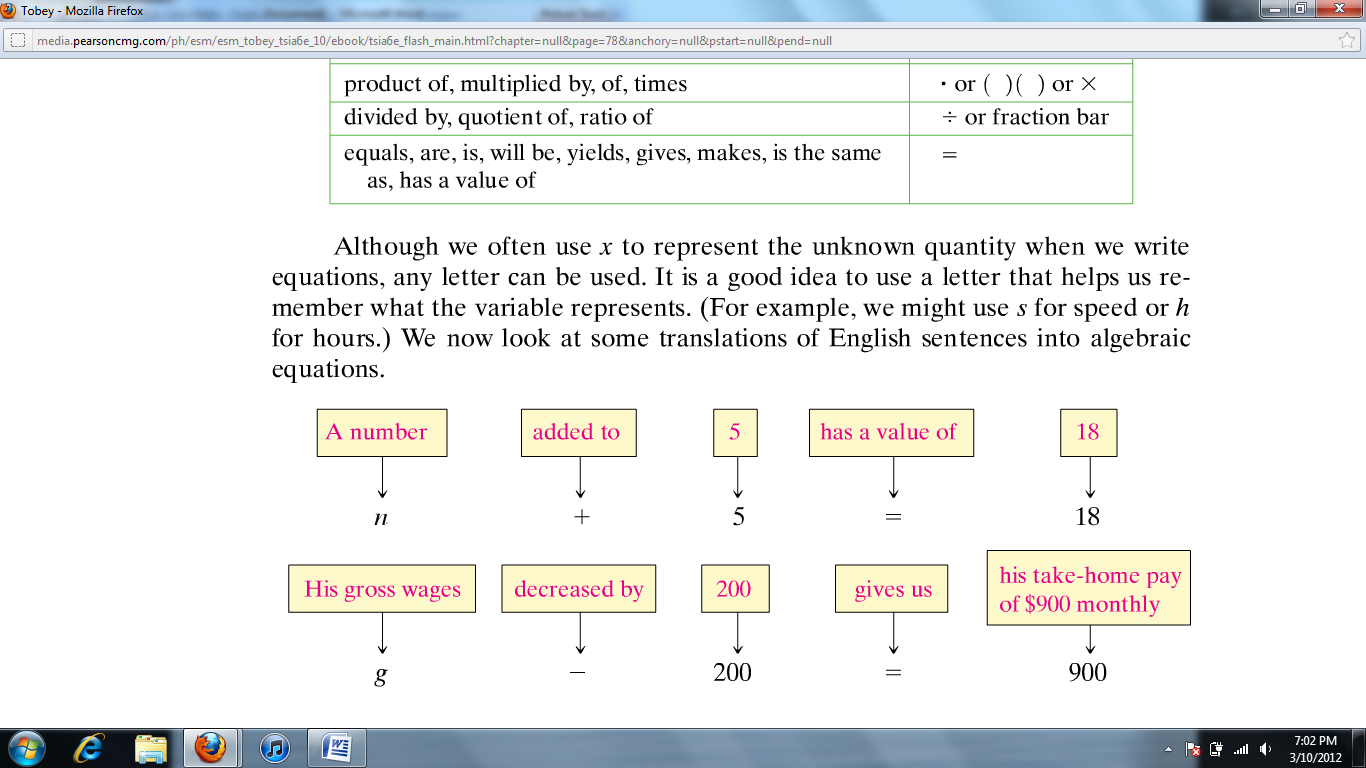 Tobey - Mozilla Firefox
media.pearsoncmg.com/ph/esm/esm_tobey_tsia6e_10/ebook/tsia6e_flash_main.html?chapter=null&page=78&anchory=null&pstart=null&pend=null
product of, multiplied by, of, times · or ( )( ) or ×
divided by, quotient of, ratio of ÷ or fraction bar
equals, are, is, will be, yields, gives, makes, is the same =
as, has a value of
Although we often use x to represent the unknown quantity when we write
equations, any letter can be used. It is a good idea to use a letter that helps us re-
member what the variable represents. (For example, we might use s for speed or h
for hours.) We now look at some translations of English sentences into algebraic
equations.
A number added to 5 has a value of 18
n + 5 = 18
His gross wages decreased by 200 gives us his take-home pay
of $900 monthly
g − 200 = 900
7:02 PM
3/10/2012